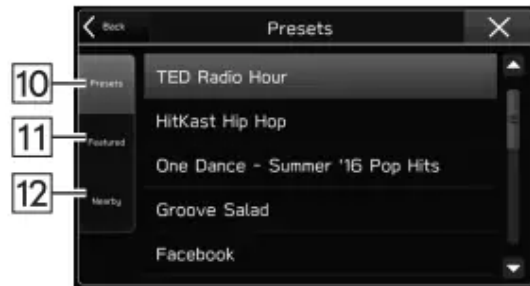 Back
Presets
10
Presets
TED Radio Hour
HitKast Hip Hop
11
Featured
One Dance - Summer '16 Pop Hits
12
Nearby
Groove Salad
Facebook